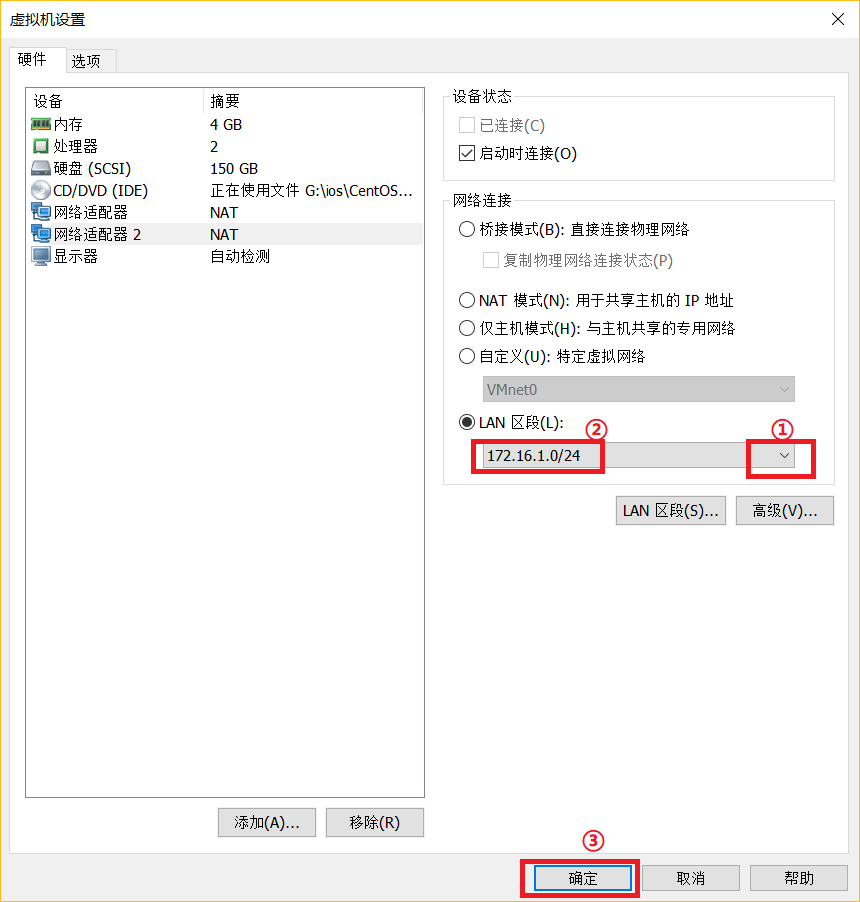 虚拟机设置
硬件 选项
设备 摘要
内存 4 GB
处理器 2
硬盘 (SCSI) 150 GB
CD/DVD (IDE) 正在使用文件 G:\ios\CentOS...
网络适配器 NAT
网络适配器 2 NAT
显示器 自动检测
添加(A)... 移除(R)
设备状态
已连接(C)
启动时连接(O)
网络连接
桥接模式(B): 直接连接物理网络
复制物理网络连接状态(P)
NAT 模式(N): 用于共享主机的 IP 地址
仅主机模式(H): 与主机共享的专用网络
自定义(U): 特定虚拟网络
VMnet0
LAN 区段(L):
② ①
172.16.1.0/24
LAN 区段(S)... 高级(V)...
③
确定 取消 帮助